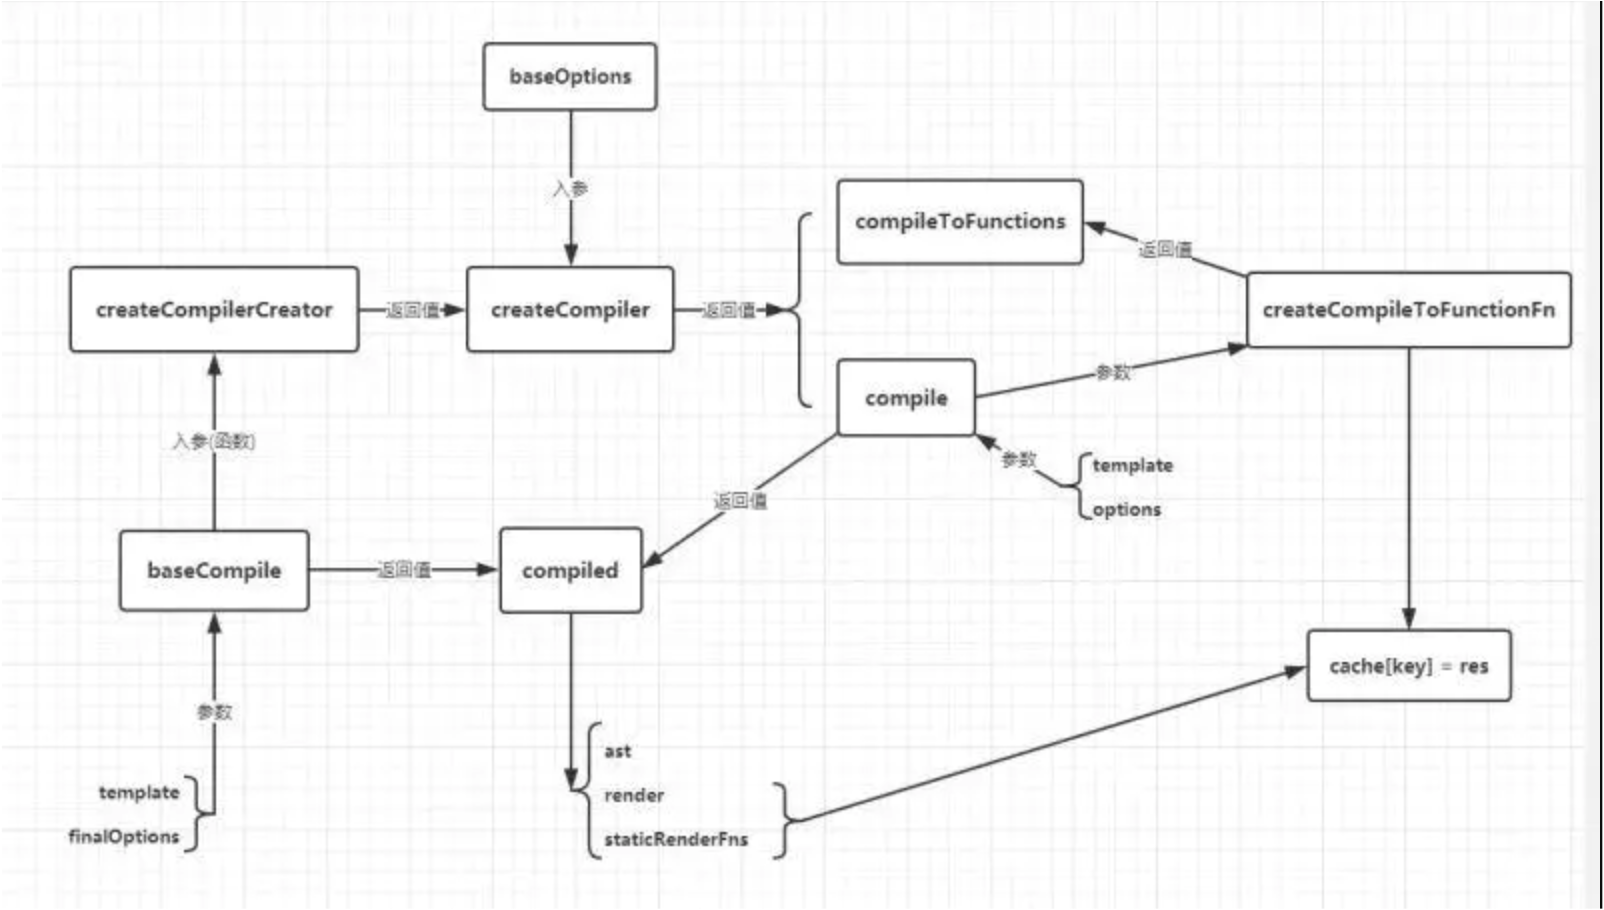 baseOptions
入参
compileToFunctions
返回值
createCompilerCreator
返回值
createCompiler
返回值
createCompileToFunctionFn
compile
参数
入参(函数)
参数
template
options
返回值
baseCompile
返回值
compiled
cache[key] = res
参数
ast
template
render
finalOptions
staticRenderFns